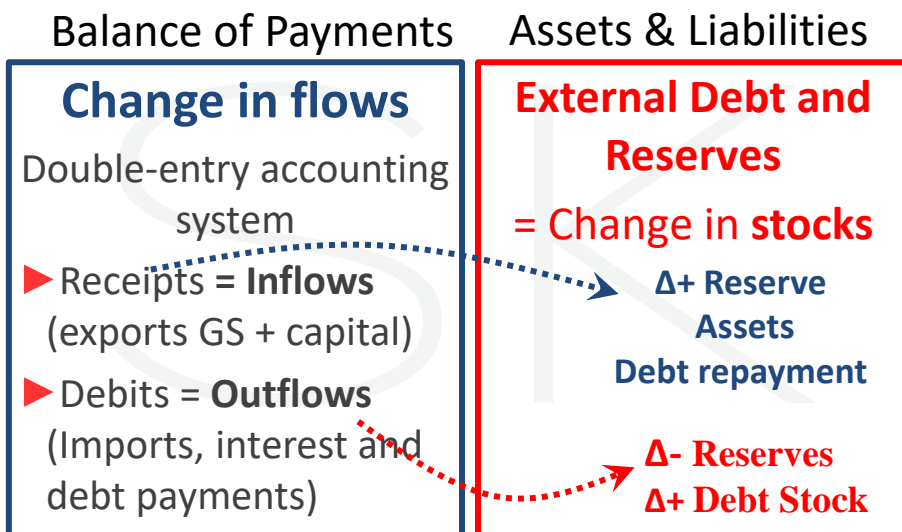 Balance of Payments
Change in flows
Double-entry accounting
system
Receipts = Inflows
(exports GS + capital)
Debits = Outflows
(Imports, interest and
debt payments)
Assets & Liabilities
External Debt and
Reserves
= Change in stocks
Δ+ Reserve
Assets
Debt repayment
Δ- Reserves
Δ+ Debt Stock
SK